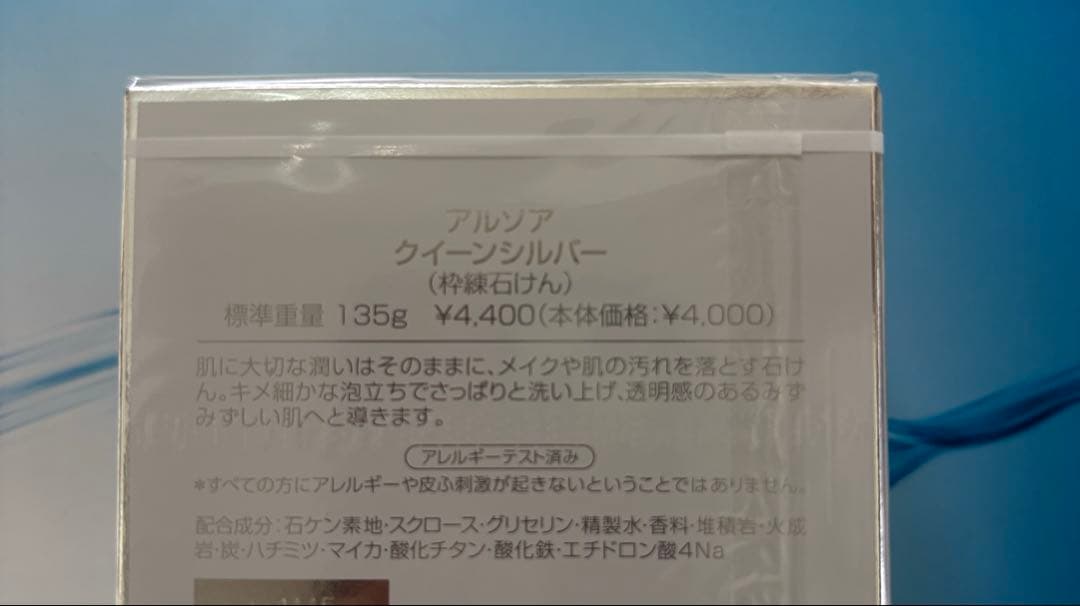 アルソア
クイーンシルバー
(枠練石けん)
標準重量 135g ¥4,400(本体価格:¥4,000)
肌に大切な潤いはそのままに、メイクや肌の汚れを落とす石け
ん。キメ細かな泡立ちでさっぱりと洗い上げ、透明感のあるみず
みずしい肌へと導きます。
アレルギーテスト済み
*すべての方にアレルギーや皮ふ刺激が起きないということではありません。
配合成分:石ケン素地・スクロース・グリセリン・精製水・香料・堆積岩・火成
岩・炭・ハチミツ・マイカ・酸化チタン・酸化鉄・エチドロン酸4Na